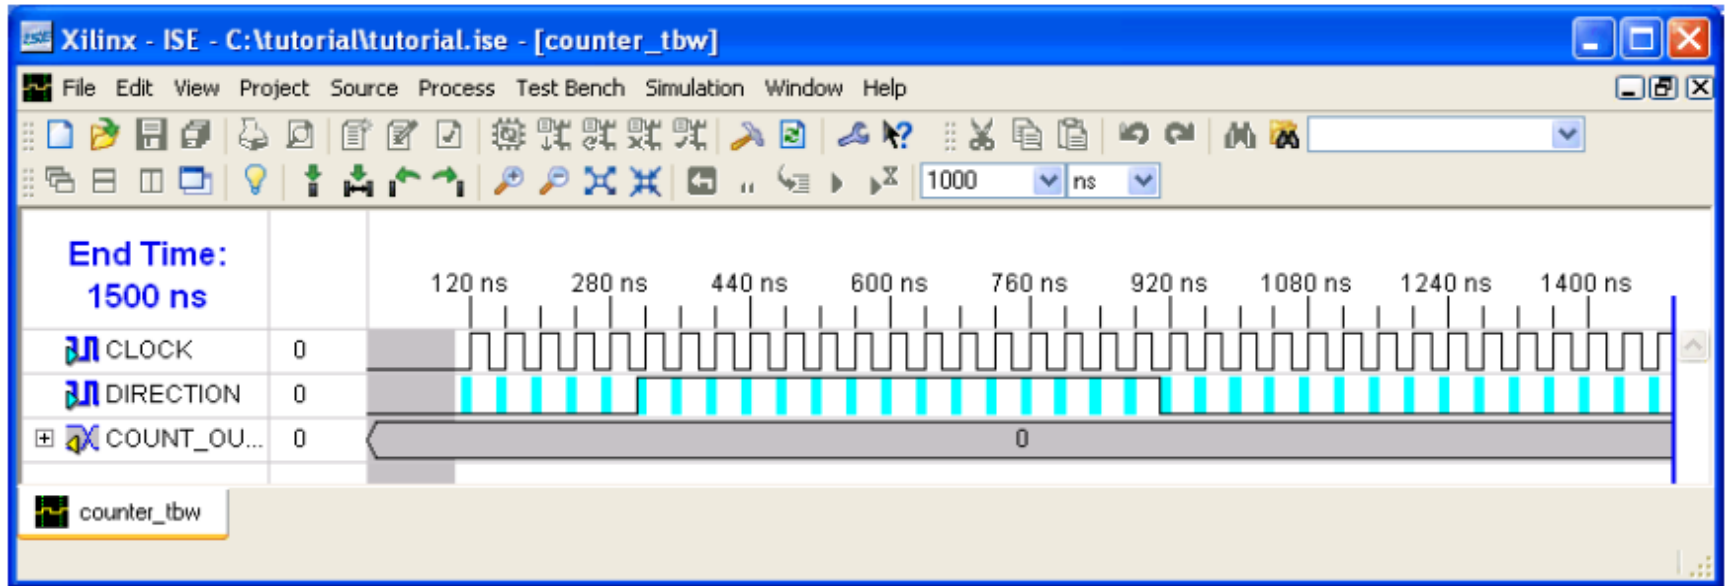 Xilinx - ISE - C:\tutorial\tutorial.ise - [counter_tbw]
File Edit View Project Source Process Test Bench Simulation Window Help
1000 ns
End Time:
1500 ns
120 ns 280 ns 440 ns 600 ns 760 ns 920 ns 1080 ns 1240 ns 1400 ns
CLOCK 0
DIRECTION 0
COUNT_OU... 0 0
counter_tbw